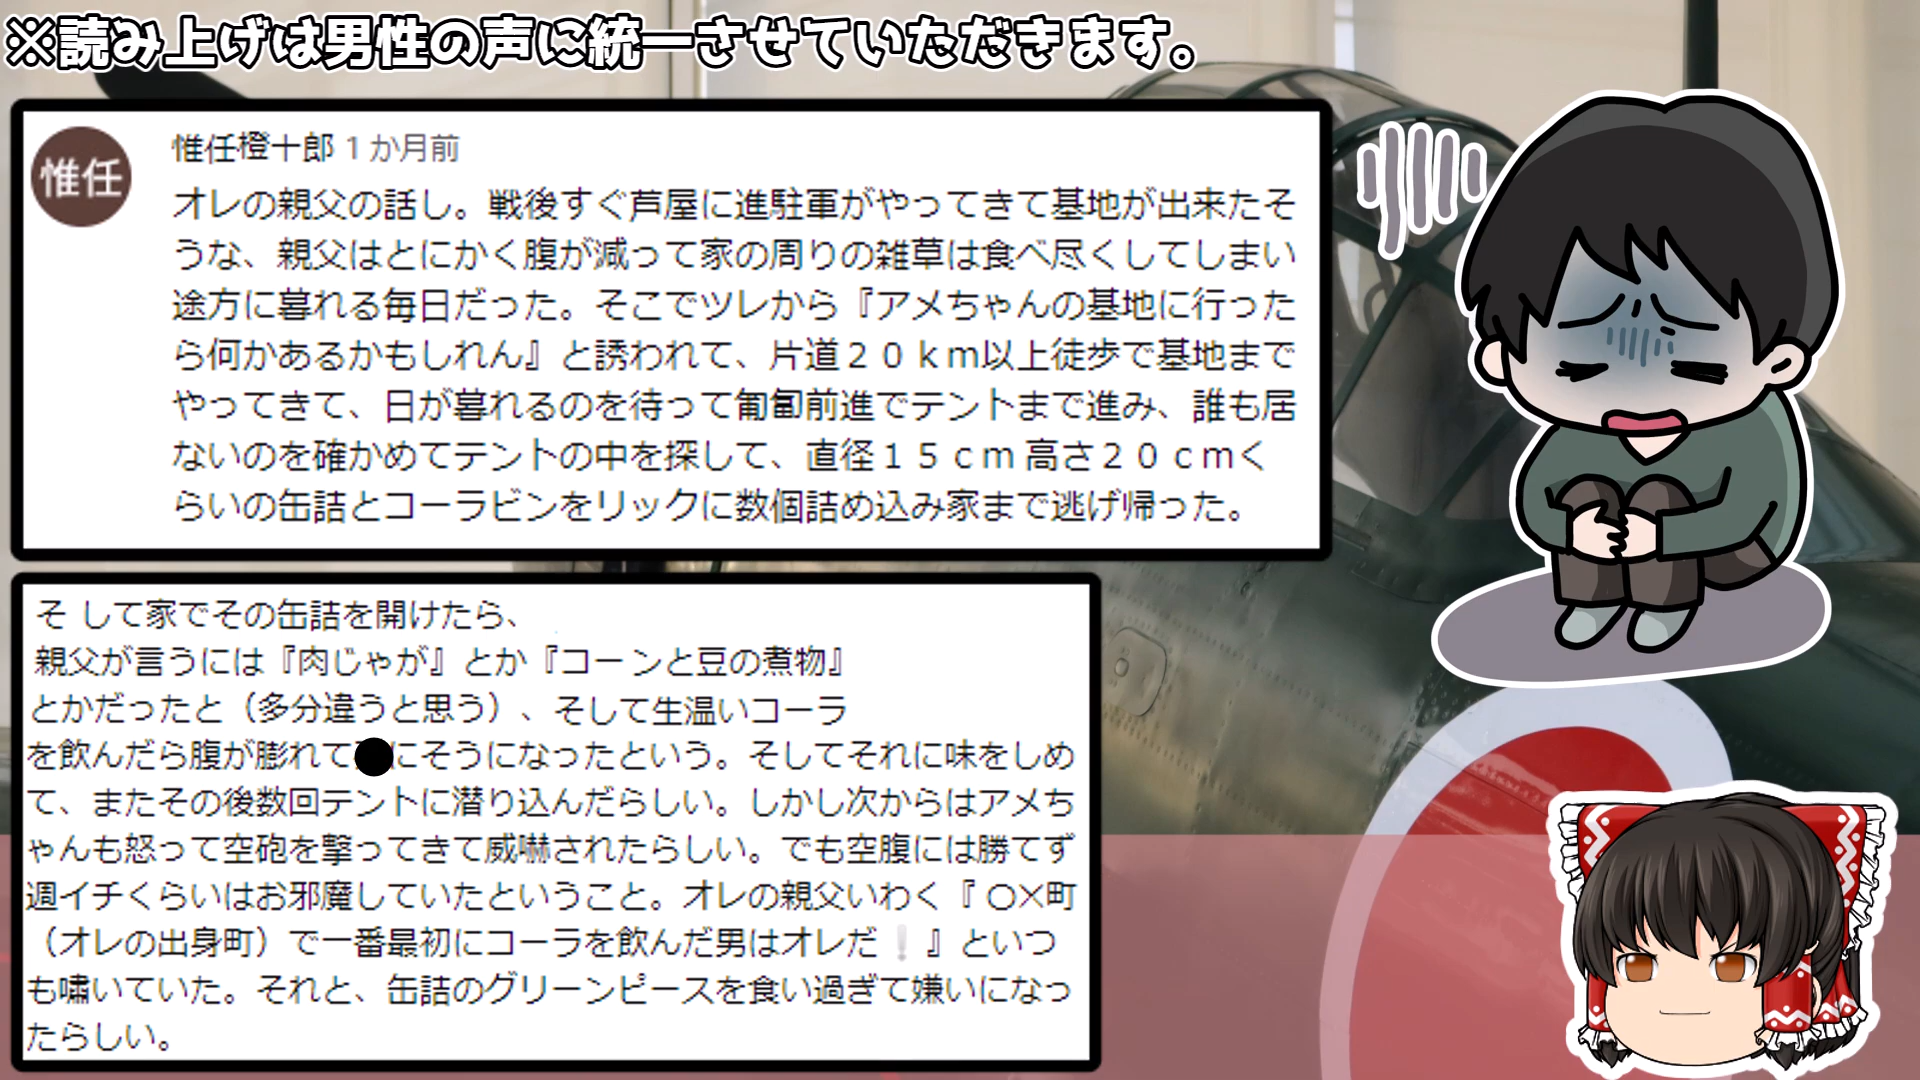 ※読み上げは男性の声に統一させていただきます。
惟任
惟任橙十郎 1 か月前
オレの親父の話し。戦後すぐ芦屋に進駐軍がやってきて基地が出来たそ
うな、親父はとにかく腹が減って家の周りの雑草は食べ尽くしてしまい
途方に暮れる毎日だった。そこでツレから『アメちゃんの基地に行った
ら何かあるかもしれん』と誘われて、片道２０ｋｍ以上徒歩で基地まで
やってきて、日が暮れるのを待って匍匐前進でテントまで進み、誰も居
ないのを確かめてテントの中を探して、直径１５ｃｍ高さ２０ｃｍく
らいの缶詰とコーラビンをリックに数個詰め込み家まで逃げ帰った。
そ して家でその缶詰を開けたら、
親父が言うには『肉じゃが』とか『コーンと豆の煮物』
とかだったと（多分違うと思う）、そして生温いコーラ
を飲んだら腹が膨れて●にそうになったという。そしてそれに味をしめ
て、またその後数回テントに潜り込んだらしい。しかし次からはアメち
ゃんも怒って空砲を撃ってきて威嚇されたらしい。でも空腹には勝てず
週イチくらいはお邪魔していたということ。オレの親父いわく『 〇×町
（オレの出身町）で一番最初にコーラを飲んだ男はオレだ❕』といつ
も嘯いていた。それと、缶詰のグリーンピースを食い過ぎて嫌いになっ
たらしい。